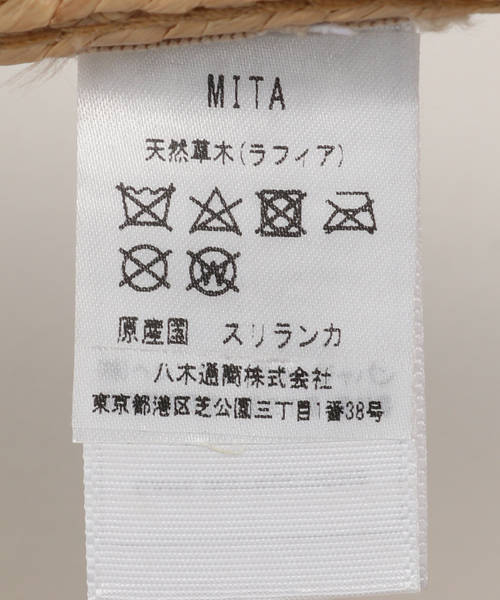 MITA
天然草木(ラフィア)
W
原産国 スリランカ
八木通商株式会社
東京都港区芝公園三丁目1番38号